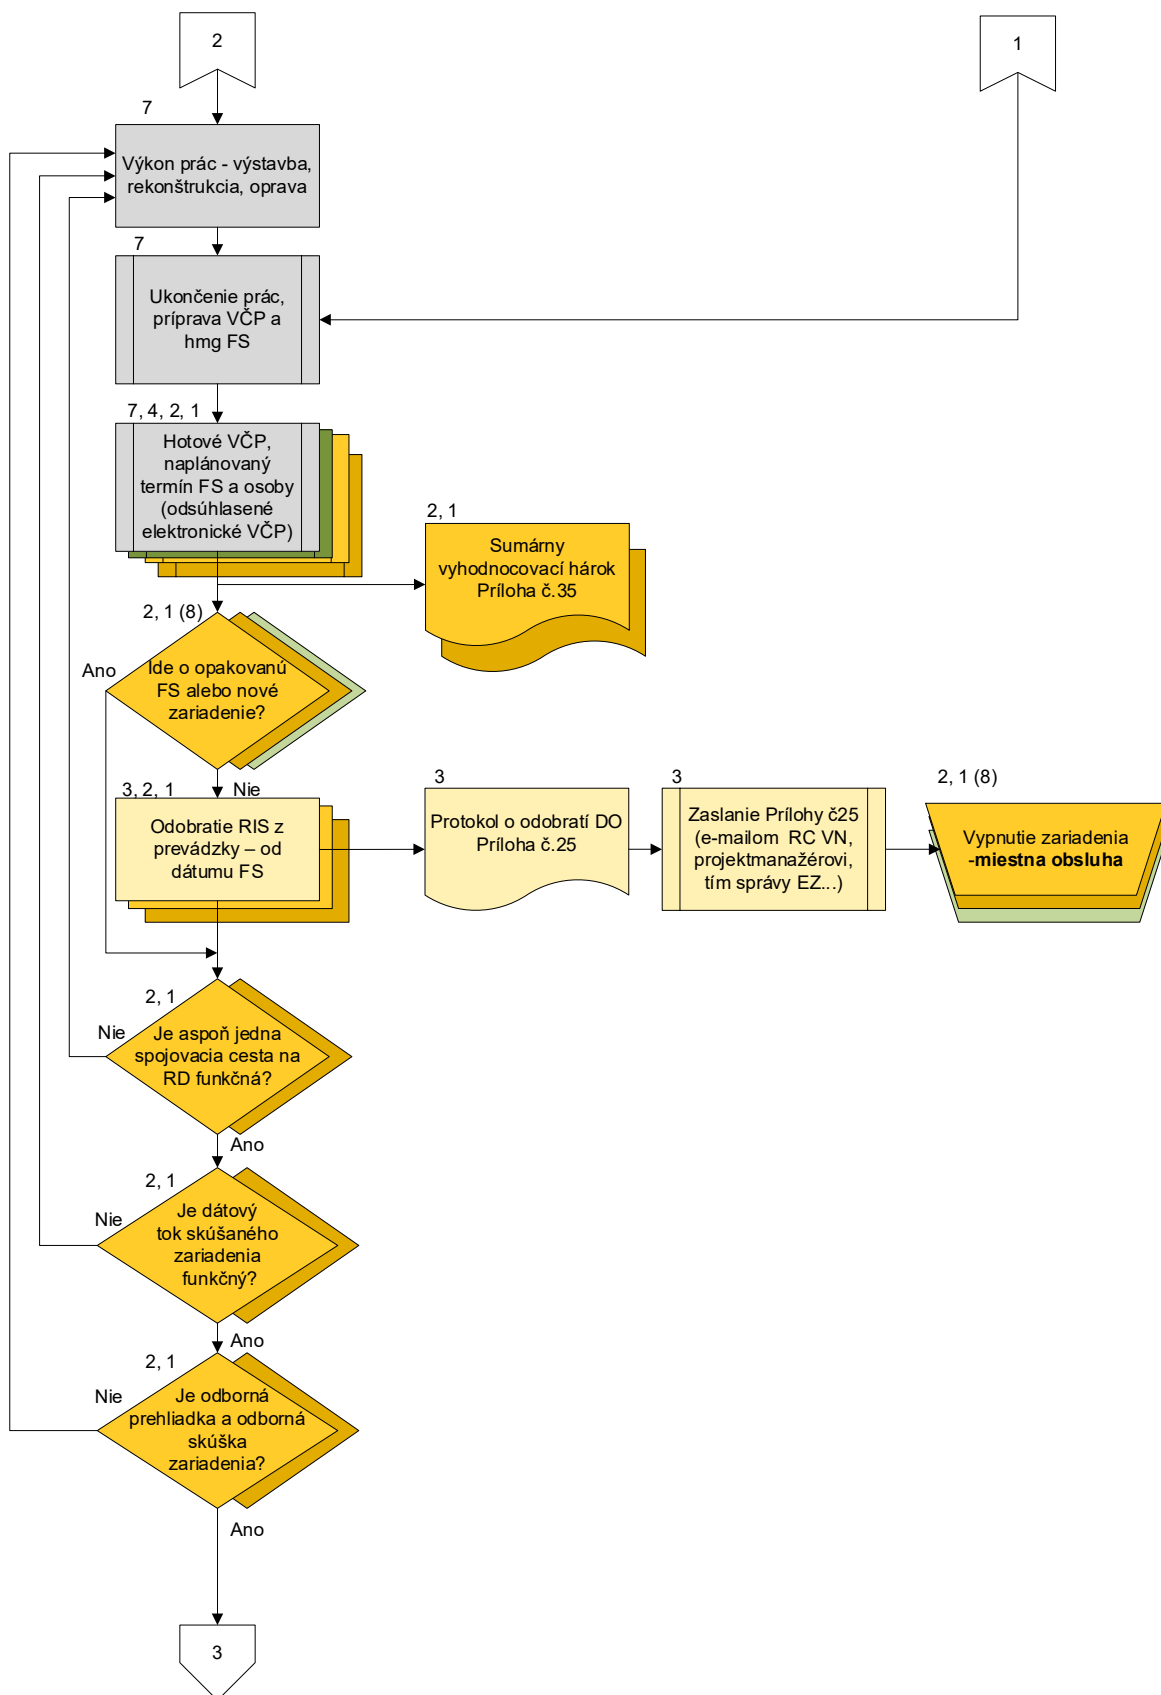 2
1
7
Výkon prác - výstavba,
rekonštrukcia, oprava
7
Ukončenie prác,
príprava VČP a
hmg FS
7, 4, 2, 1
Hotové VČP,
naplánovaný
termín FS a osoby
(odsúhlasené
elektronické VČP)
2, 1
Sumárny
vyhodnocovací hárok
Príloha č.35
2, 1 (8)
Ano
Ide o opakovanú
FS alebo nové
zariadenie?
Nie
3, 2, 1
Odobratie RIS z
prevádzky – od
dátumu FS
3
Protokol o odobratí DO
Príloha č.25
3
Zaslanie Prílohy č25
(e-mailom RC VN,
projektmanažérovi,
tím správy EZ...)
2, 1 (8)
Vypnutie zariadenia
-miestna obsluha
2, 1
Nie
Je aspoň jedna
spojovacia cesta na
RD funkčná?
Ano
2, 1
Nie
Je dátový
tok skúšaného
zariadenia
funkčný?
Ano
2, 1
Nie
Je odborná
prehliadka a odborná
skúška
zariadenia?
Ano
3